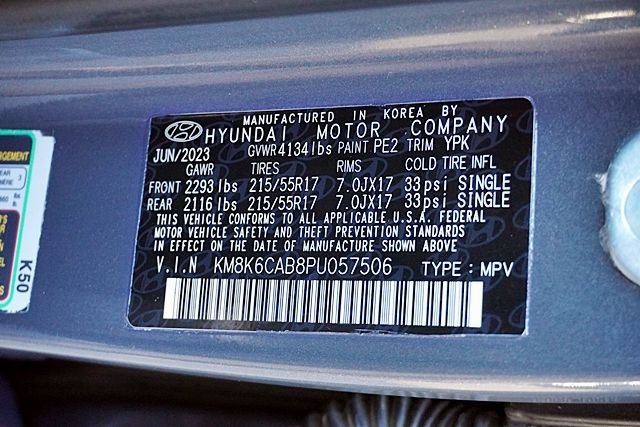 MANUFACTURED IN KOREA BY
HYUNDAI MOTOR COMPANY
JUN/2023 GVWR4134lbs PAINT PE2 TRIM YPK
GAWR TIRES RIMS COLD TIRE INFL
FRONT 2293lbs 215/55R17 7.0JX17 33psi SINGLE
REAR 2116lbs 215/55R17 7.0JX17 33psi SINGLE
THIS VEHICLE CONFORMS TO ALL APPLICABLE U.S.A. FEDERAL
MOTOR VEHICLE SAFETY AND THEFT PREVENTION STANDARDS
IN EFFECT ON THE DATE OF MANUFACTURE SHOWN ABOVE
V.I.N KM8K6CAB8PU057506 TYPE: MPV
K50